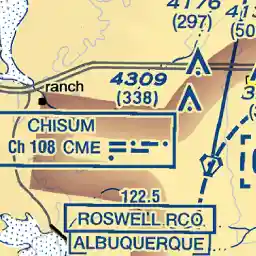 4176
(297)
ranch
4309
(338)
CHISUM
Ch 108 CME
122.5
ROSWELL RCO
ALBUQUERQUE